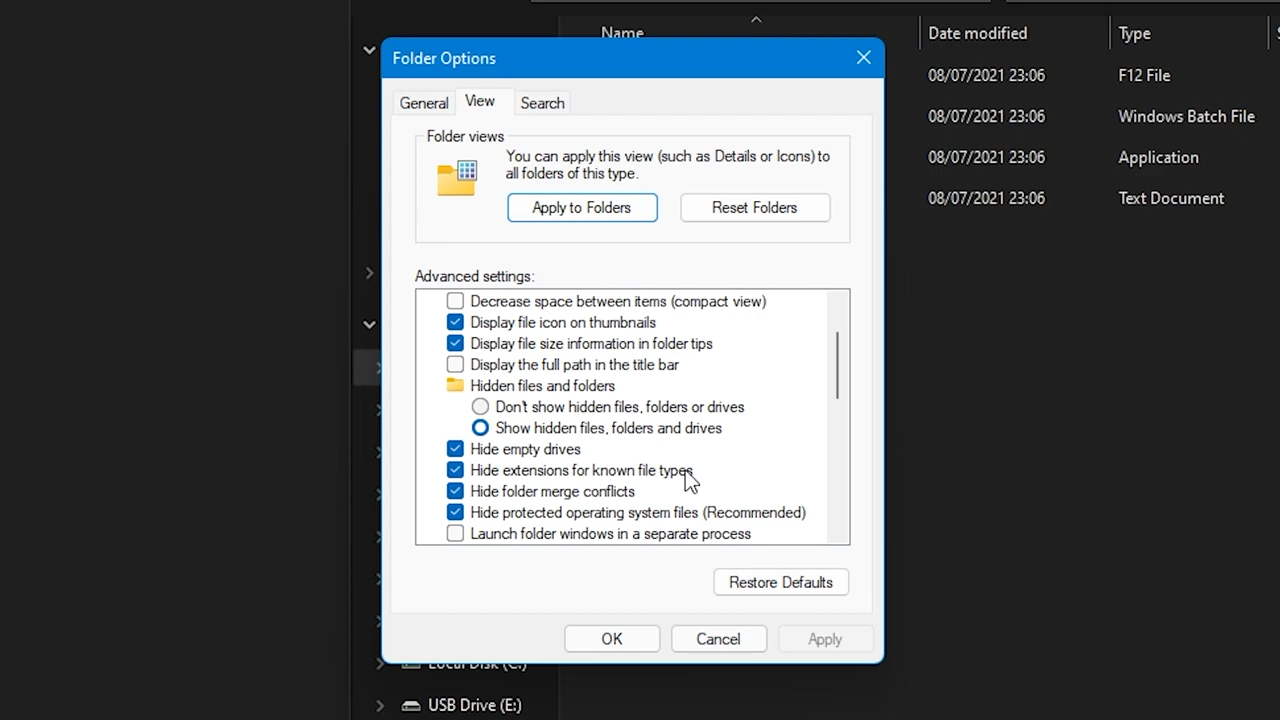 Name
Date modified
Type
Folder Options
General
View
Search
08/07/2021 23:06
F12 File
08/07/2021 23:06
Windows Batch File
08/07/2021 23:06
Application
08/07/2021 23:06
Text Document
Folder views
You can apply this view (such as Details or Icons) to
all folders of this type.
Apply to Folders
Reset Folders
Advanced settings:
Decrease space between items (compact view)
Display file icon on thumbnails
Display file size information in folder tips
Display the full path in the title bar
Hidden files and folders
Don't show hidden files, folders or drives
Show hidden files, folders and drives
Hide empty drives
Hide extensions for known file types
Hide folder merge conflicts
Hide protected operating system files (Recommended)
Launch folder windows in a separate process
Restore Defaults
OK
Cancel
Apply
Local Disk (C:)
USB Drive (E:)